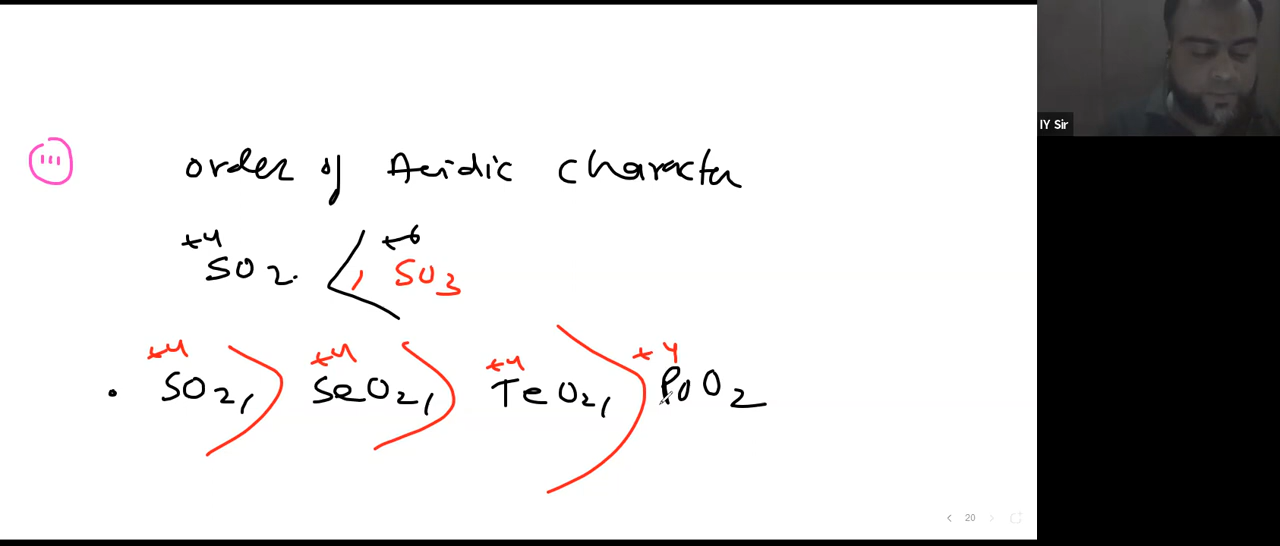 (iii) order of Acidic character
IY Sir
+4 +6
SO2. < , SO3
+4 +4 +4 +4
. SO2, > SeO2, > TeO2, > PoO2
20